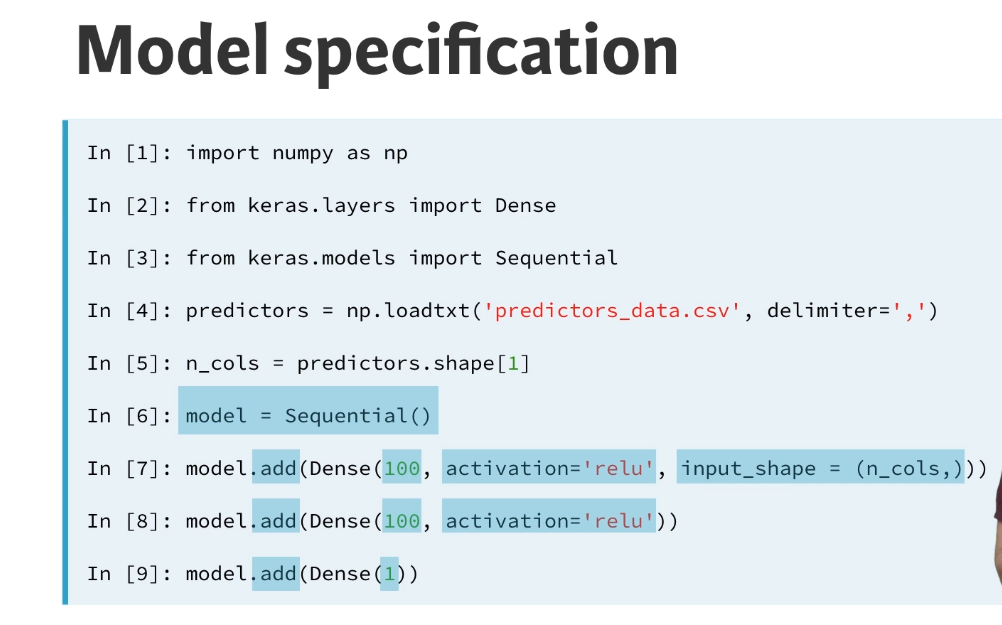 Model specification
In [1]: import numpy as np
In [2]: from keras.layers import Dense
In [3]: from keras.models import Sequential
In [4]: predictors = np.loadtxt('predictors_data.csv', delimiter=',')
In [5]: n_cols = predictors.shape[1]
In [6]: model = Sequential()
In [7]: model.add(Dense(100, activation='relu', input_shape = (n_cols,)))
In [8]: model.add(Dense(100, activation='relu'))
In [9]: model.add(Dense(1))